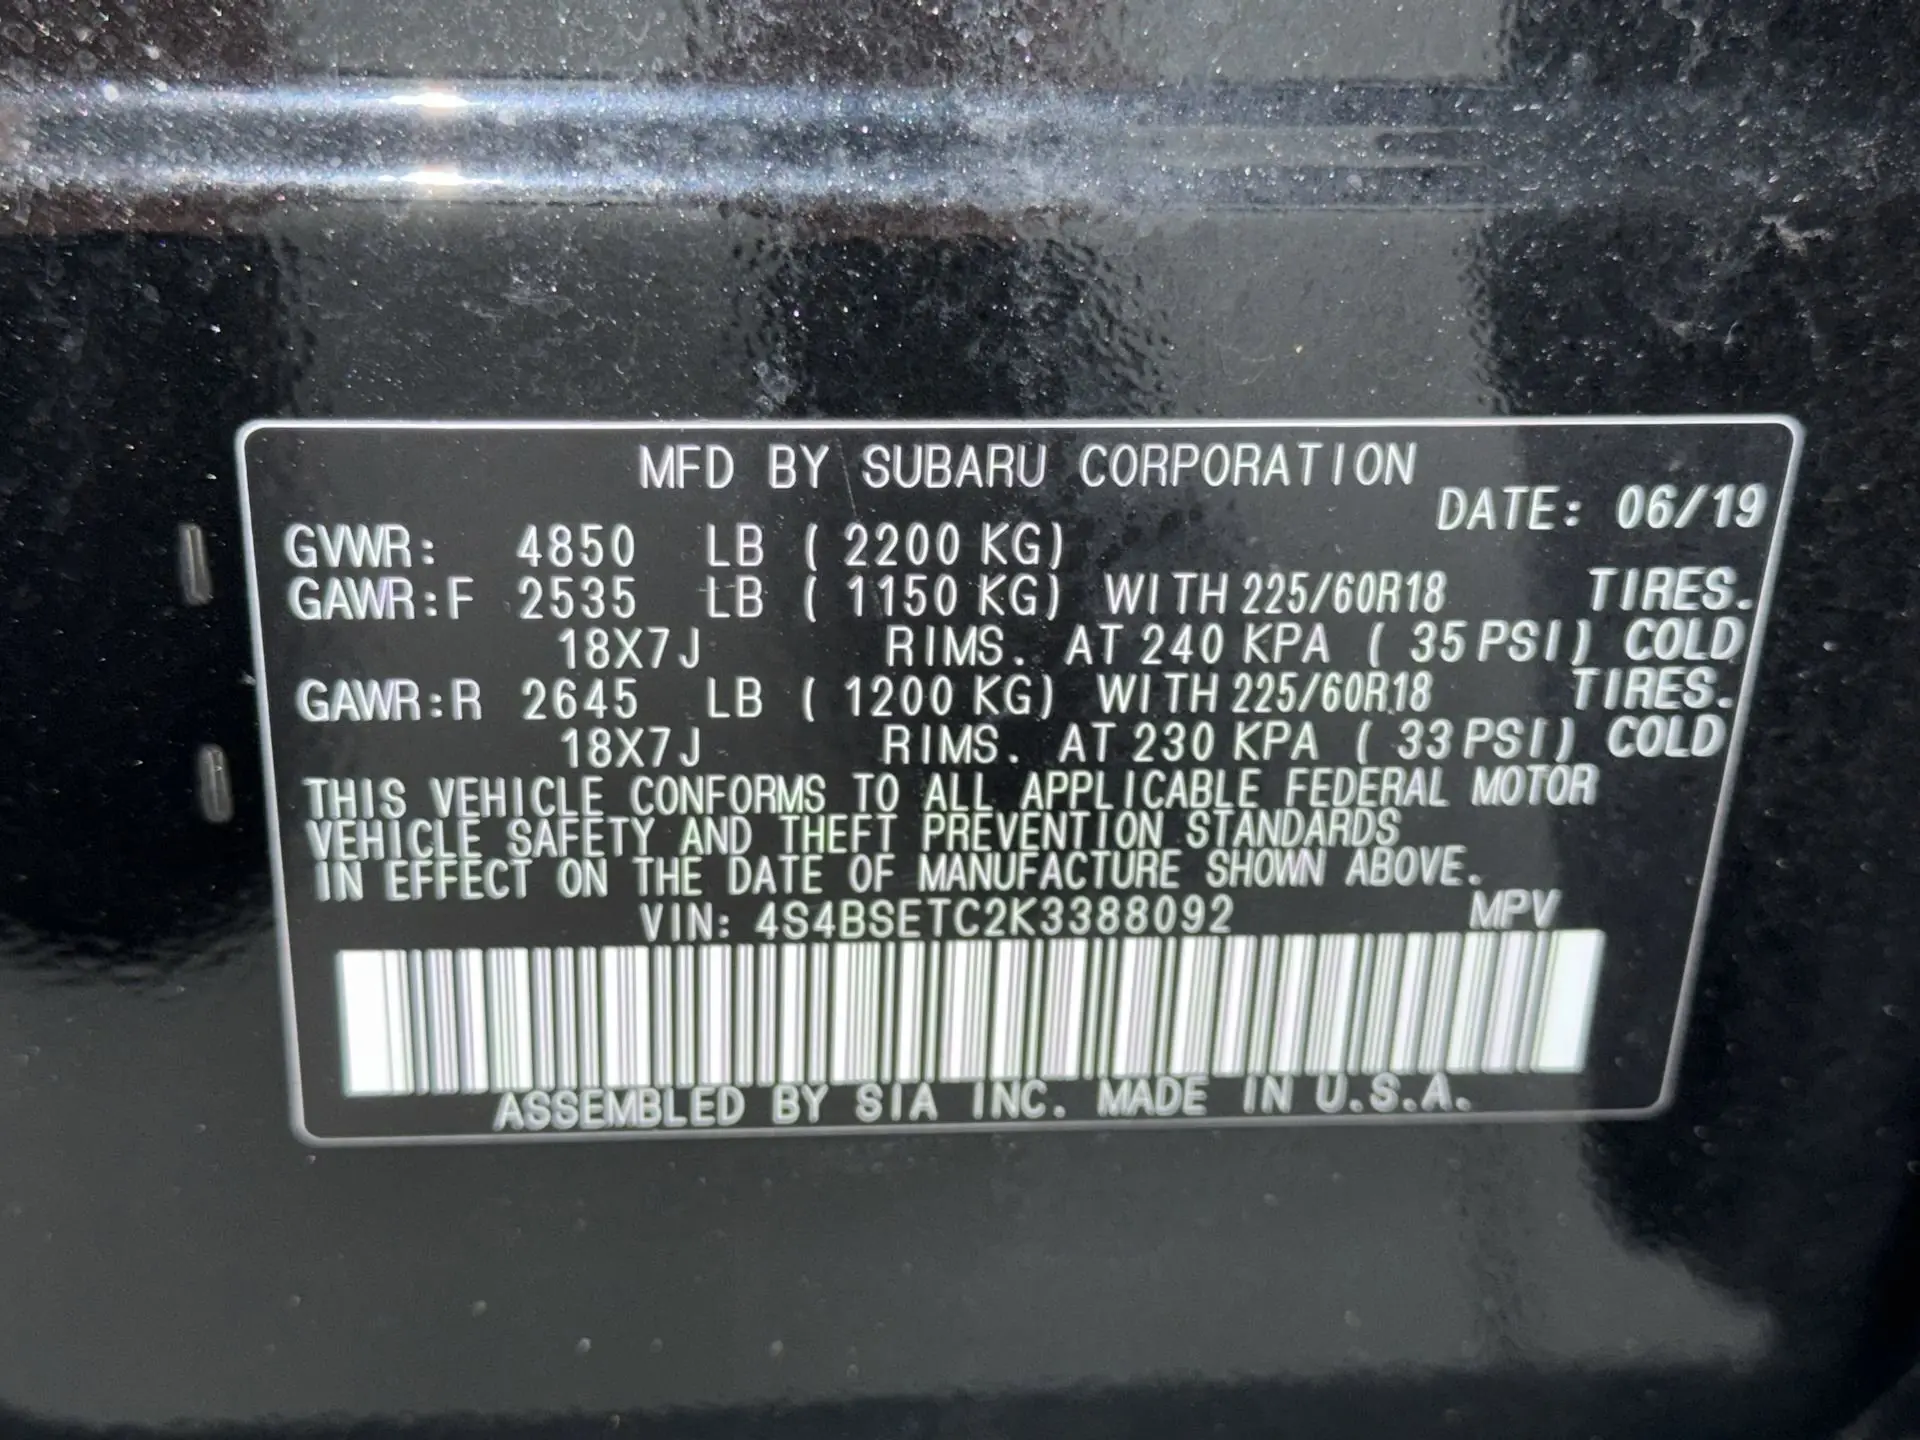 MFD BY SUBARU CORPORATION
DATE: 06/19
GVWR: 4850 LB ( 2200 KG)
GAWR:F 2535 LB ( 1150 KG) WITH 225/60R18 TIRES.
18X7J RIMS. AT 240 KPA ( 35 PSI) COLD
GAWR:R 2645 LB ( 1200 KG) WITH 225/60R18 TIRES.
18X7J RIMS. AT 230 KPA ( 33 PSI) COLD
THIS VEHICLE CONFORMS TO ALL APPLICABLE FEDERAL MOTOR
VEHICLE SAFETY AND THEFT PREVENTION STANDARDS
IN EFFECT ON THE DATE OF MANUFACTURE SHOWN ABOVE.
VIN: 4S4BSETC2K3388092 MPV
ASSEMBLED BY SIA INC. MADE IN U.S.A.